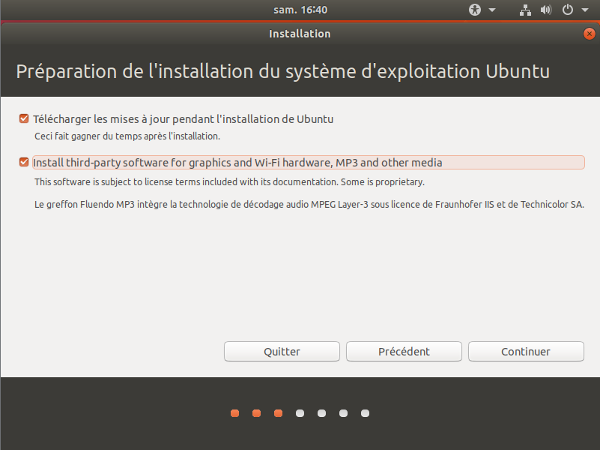 sam. 16:40
Installation
Préparation de l'installation du système d'exploitation Ubuntu
Télécharger les mises à jour pendant l'installation de Ubuntu
Ceci fait gagner du temps après l'installation.
Install third-party software for graphics and Wi-Fi hardware, MP3 and other media
This software is subject to license terms included with its documentation. Some is proprietary.
Le greffon Fluendo MP3 intègre la technologie de décodage audio MPEG Layer-3 sous licence de Fraunhofer IIS et de Technicolor SA.
Quitter
Précédent
Continuer